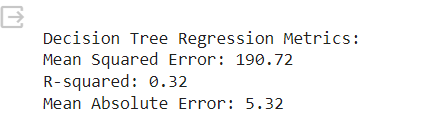 Decision Tree Regression Metrics:
Mean Squared Error: 190.72
R-squared: 0.32
Mean Absolute Error: 5.32